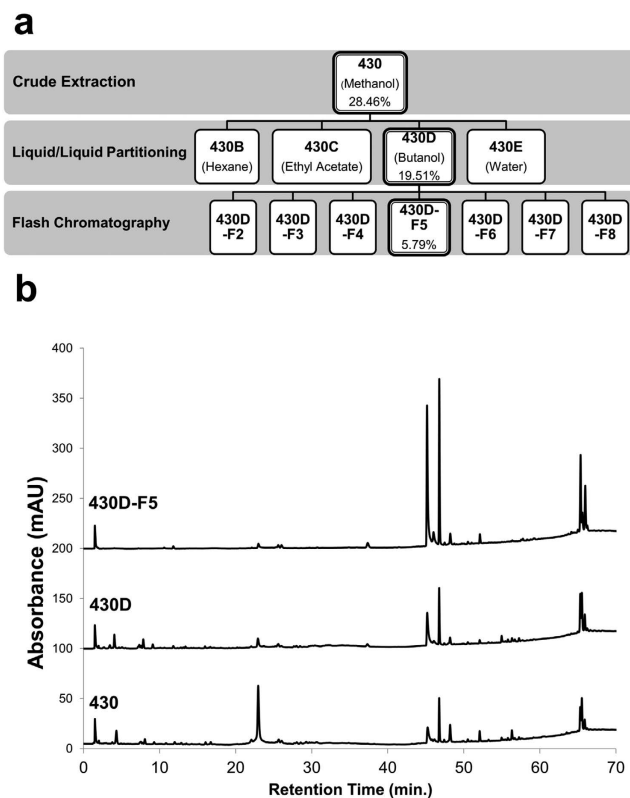 a
Crude Extraction
430
(Methanol)
28.46%
Liquid/Liquid Partitioning
430B
(Hexane)
430C
(Ethyl Acetate)
430D
(Butanol)
19.51%
430E
(Water)
Flash Chromatography
430D
-F2
430D
-F3
430D
-F4
430D-
F5
5.79%
430D
-F6
430D
-F7
430D
-F8
b
Absorbance (mAU)
400
350
300
250
200
150
100
50
0
430D-F5
430D
430
0 10 20 30 40 50 60 70
Retention Time (min.)